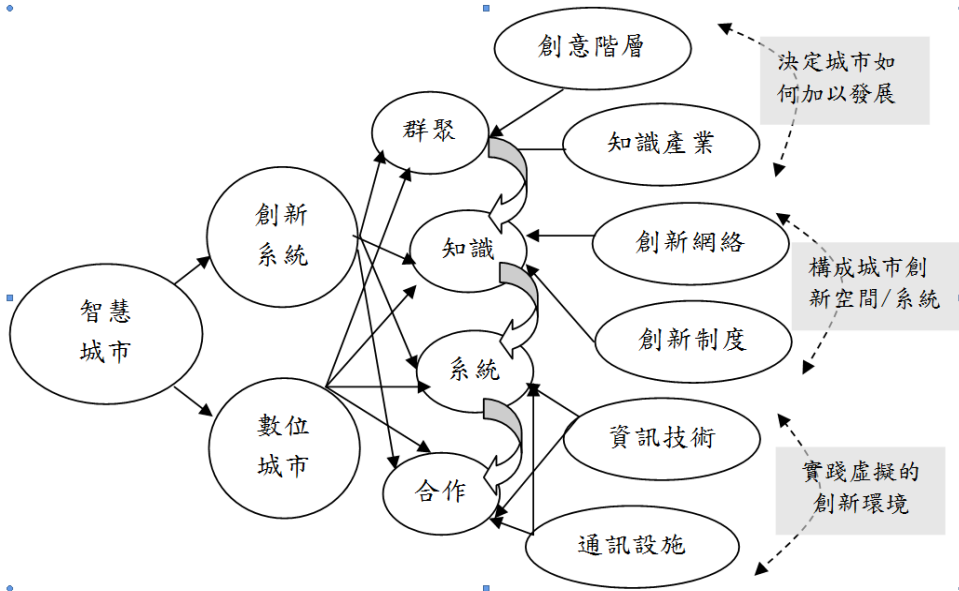 創意階層
決定城市如
何加以發展
群聚
知識產業
創新
系統
知識
創新網絡
構成城市創
新空間/系統
智慧
城市
系統
創新制度
數位
城市
資訊技術
合作
實踐虛擬的
創新環境
通訊設施